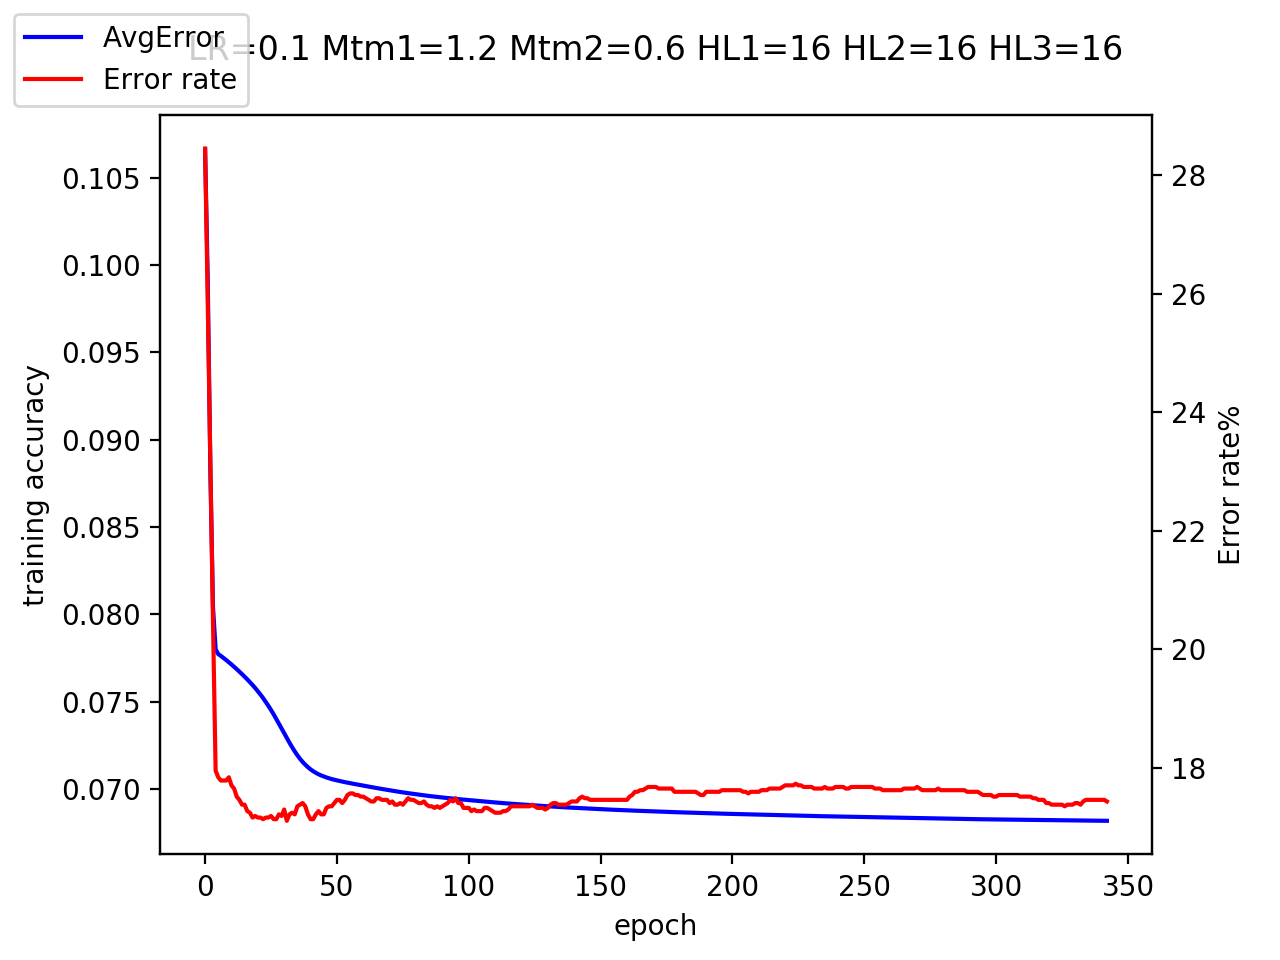 AvgError
Error rate
LR=0.1 Mtm1=1.2 Mtm2=0.6 HL1=16 HL2=16 HL3=16
0.105
0.100
0.095
0.090
0.085
0.080
0.075
0.070
training accuracy
28
26
24
22
20
18
Error rate%
0 50 100 150 200 250 300 350
epoch